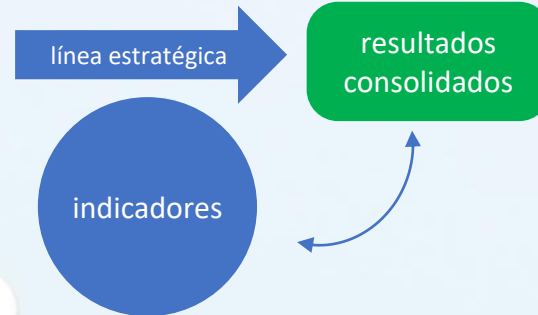 línea estratégica
resultados
consolidados
indicadores